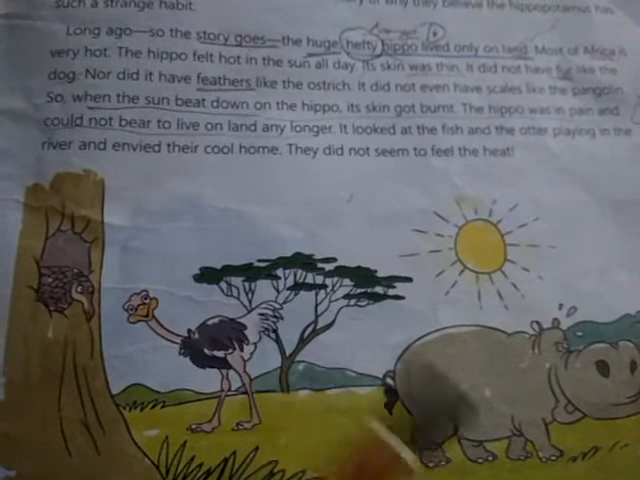 such a strange habit.
why they believe the hippopotamus has
Long ago—so the story goes—the huge, hefty hippo lived only on land. Most of Africa is
very hot. The hippo felt hot in the sun all day. Its skin was thin. It did not have fur like the
dog. Nor did it have feathers like the ostrich. It did not even have scales like the pangolin.
So, when the sun beat down on the hippo, its skin got burnt. The hippo was in pain and
could not bear to live on land any longer. It looked at the fish and the otter playing in the
river and envied their cool home. They did not seem to feel the heat!